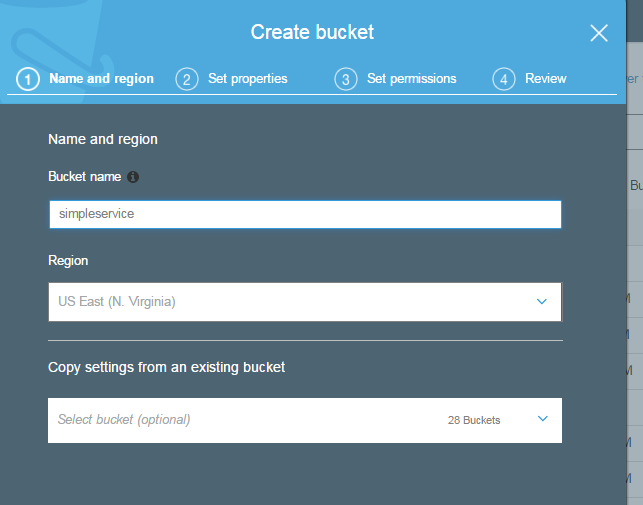 Create bucket
1 Name and region 2 Set properties 3 Set permissions 4 Review
Name and region
Bucket name
simpleservice
Region
US East (N. Virginia)
Copy settings from an existing bucket
Select bucket (optional) 28 Buckets